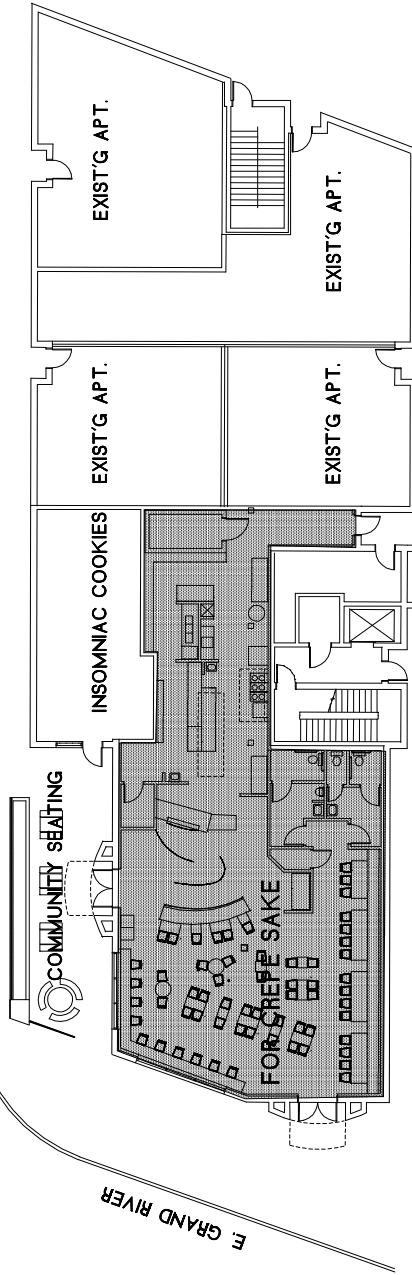 EXIST'G APT.
EXIST'G APT.
EXIST'G APT.
EXIST'G APT.
INSOMNIAC COOKIES
COMMUNITY SEATING
FOR CREPE SAKE
E. GRAND RIVER